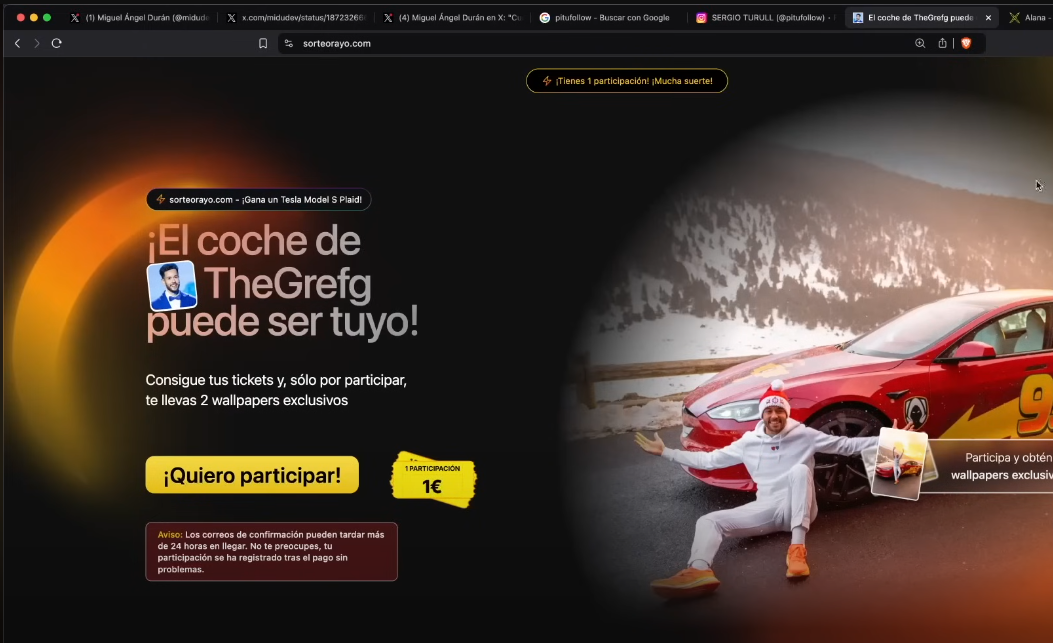 (1) Miguel Ángel Durán (@midude
x.com/midudev/status/18723266
(4) Miguel Ángel Durán en X: "Cu
pitufollow - Buscar con Google
SERGIO TURULL (@pitufollow) •
El coche de TheGrefg puede
Alana -
sorteorayo.com
¡Tienes 1 participación! ¡Mucha suerte!
sorteorayo.com - ¡Gana un Tesla Model S Plaid!
¡El coche de
TheGrefg
puede ser tuyo!
Consigue tus tickets y, sólo por participar,
te llevas 2 wallpapers exclusivos
¡Quiero participar!
1 PARTICIPACIÓN
1€
Aviso: Los correos de confirmación pueden tardar más
de 24 horas en llegar. No te preocupes, tu
participación se ha registrado tras el pago sin
problemas.
Participa y obtén
wallpapers exclusiv